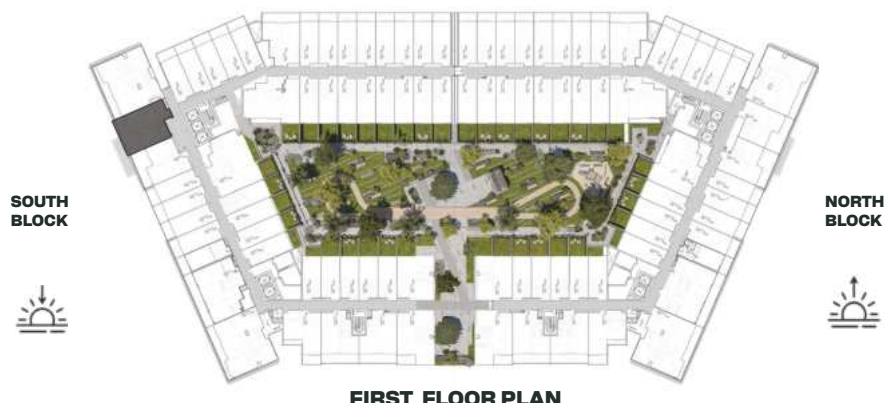 SOUTH
BLOCK
NORTH
BLOCK
FIRST FLOOR PLAN